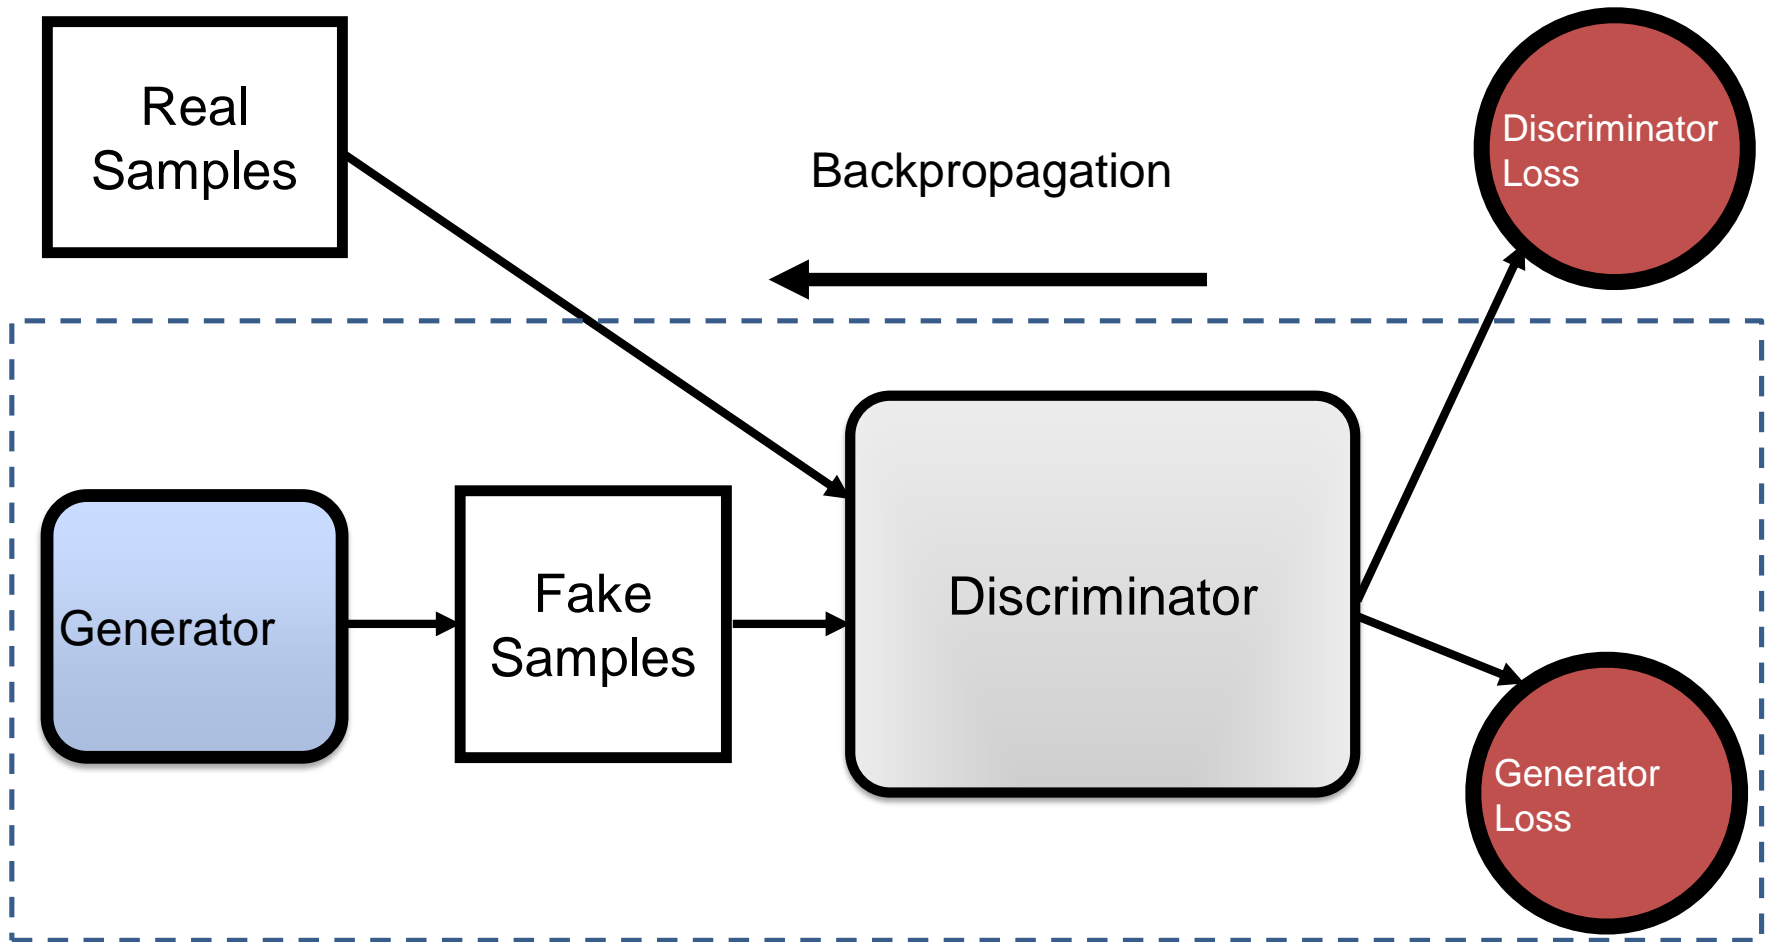 Real
Samples
Backpropagation
Discriminator
Loss
Generator
Fake
Samples
Discriminator
Generator
Loss